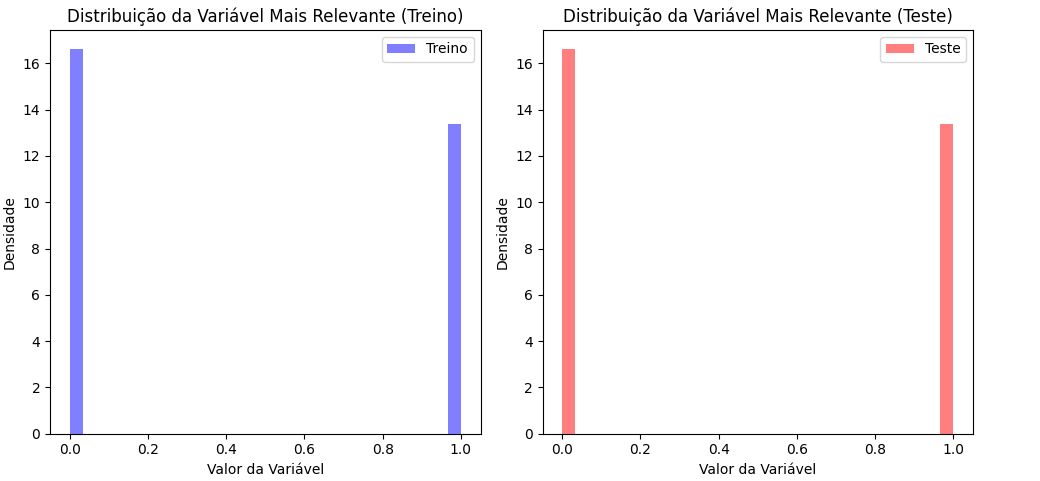 Distribuição da Variável Mais Relevante (Treino)
Treino
16
14
12
10
8
6
4
2
0
Densidade
0.0 0.2 0.4 0.6 0.8 1.0
Valor da Variável
Distribuição da Variável Mais Relevante (Teste)
Teste
16
14
12
10
8
6
4
2
0
Densidade
0.0 0.2 0.4 0.6 0.8 1.0
Valor da Variável